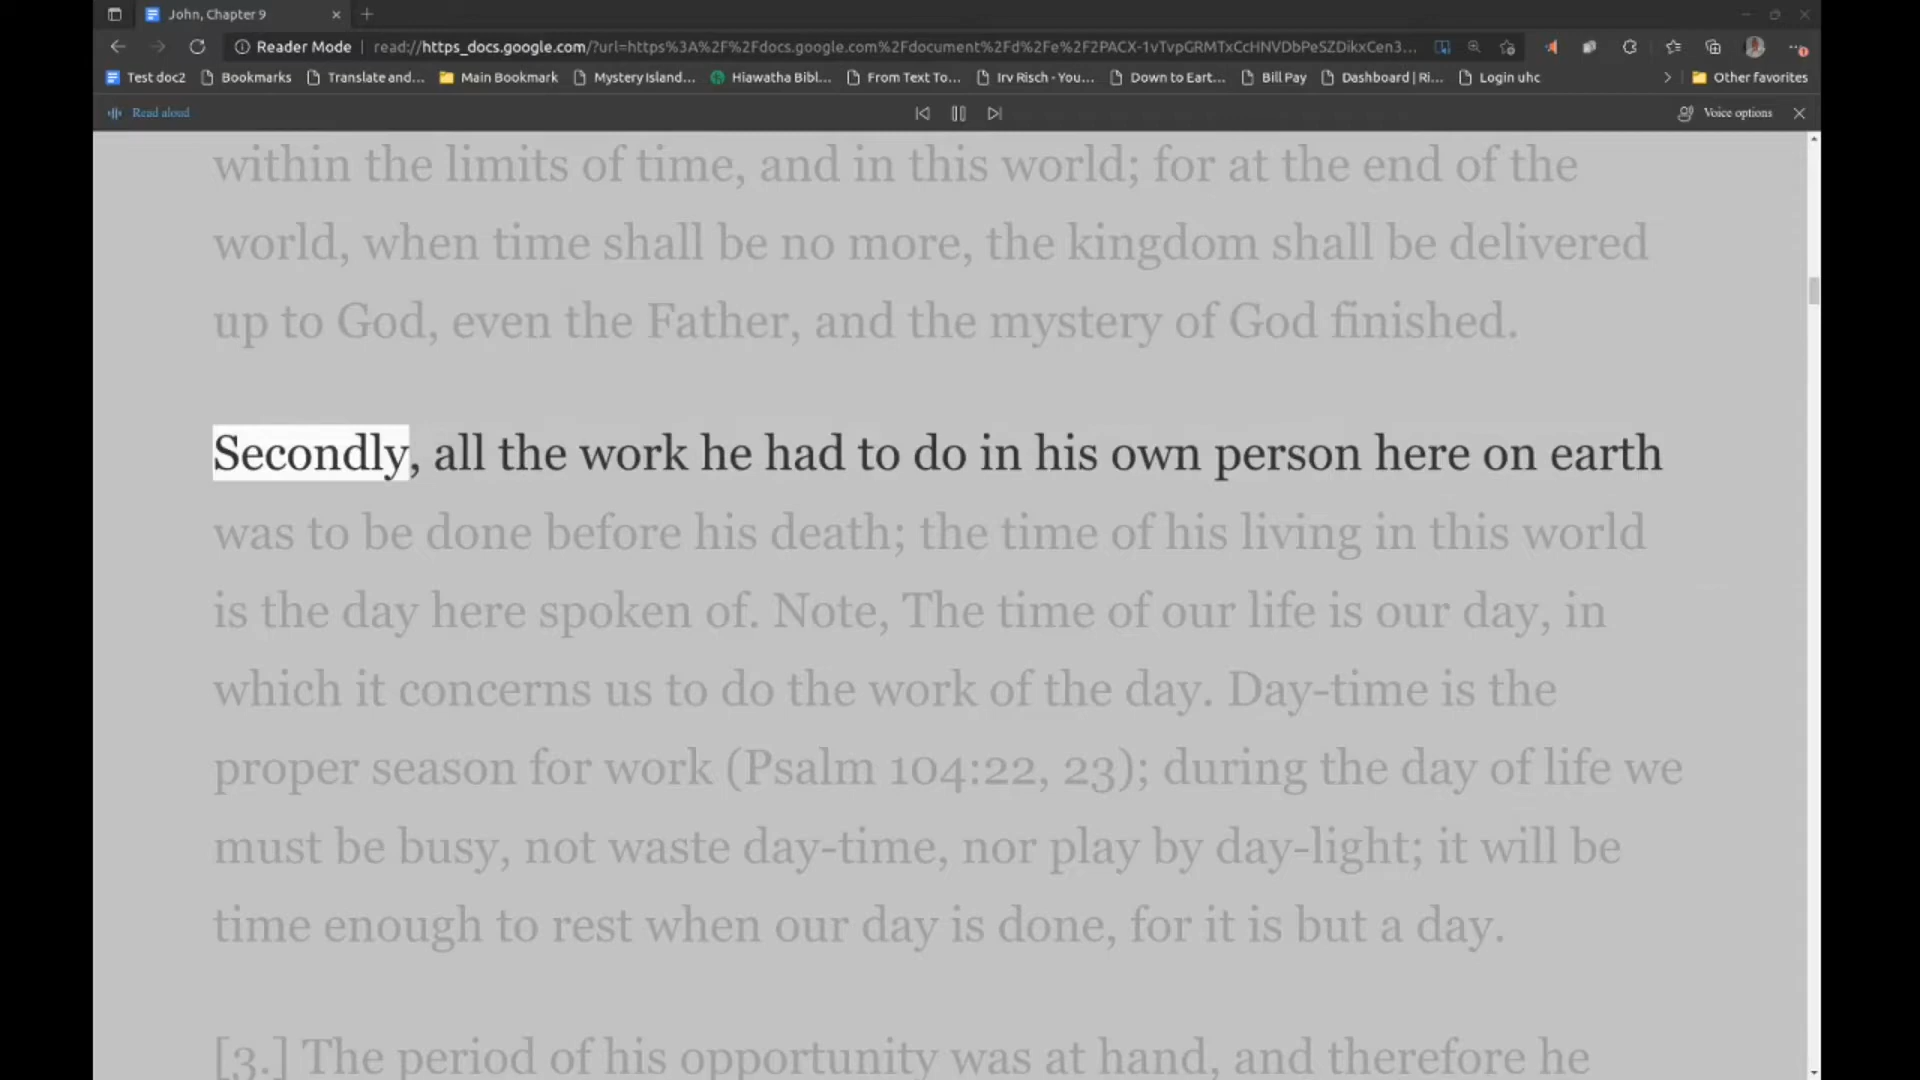 John, Chapter 9
Reader Mode | read://https_docs.google.com/?url=https%3A%2F%2Fdocs.google.com%2Fdocument%2Fd%2Fe%2F2PACX-1vTvpGRMTxCcHNVDbPeSZDikxCen3...
Test doc2 Bookmarks Translate and... Main Bookmark Mystery Island... Hiawatha Bibl... From Text To... Irv Risch - You... Down to Eart... Bill Pay Dashboard | Ri... Login uhc Other favorites
Read aloud Voice options
within the limits of time, and in this world; for at the end of the
world, when time shall be no more, the kingdom shall be delivered
up to God, even the Father, and the mystery of God finished.
Secondly, all the work he had to do in his own person here on earth
was to be done before his death; the time of his living in this world
is the day here spoken of. Note, The time of our life is our day, in
which it concerns us to do the work of the day. Day-time is the
proper season for work (Psalm 104:22, 23); during the day of life we
must be busy, not waste day-time, nor play by day-light; it will be
time enough to rest when our day is done, for it is but a day.
[3.] The period of his opportunity was at hand, and therefore he